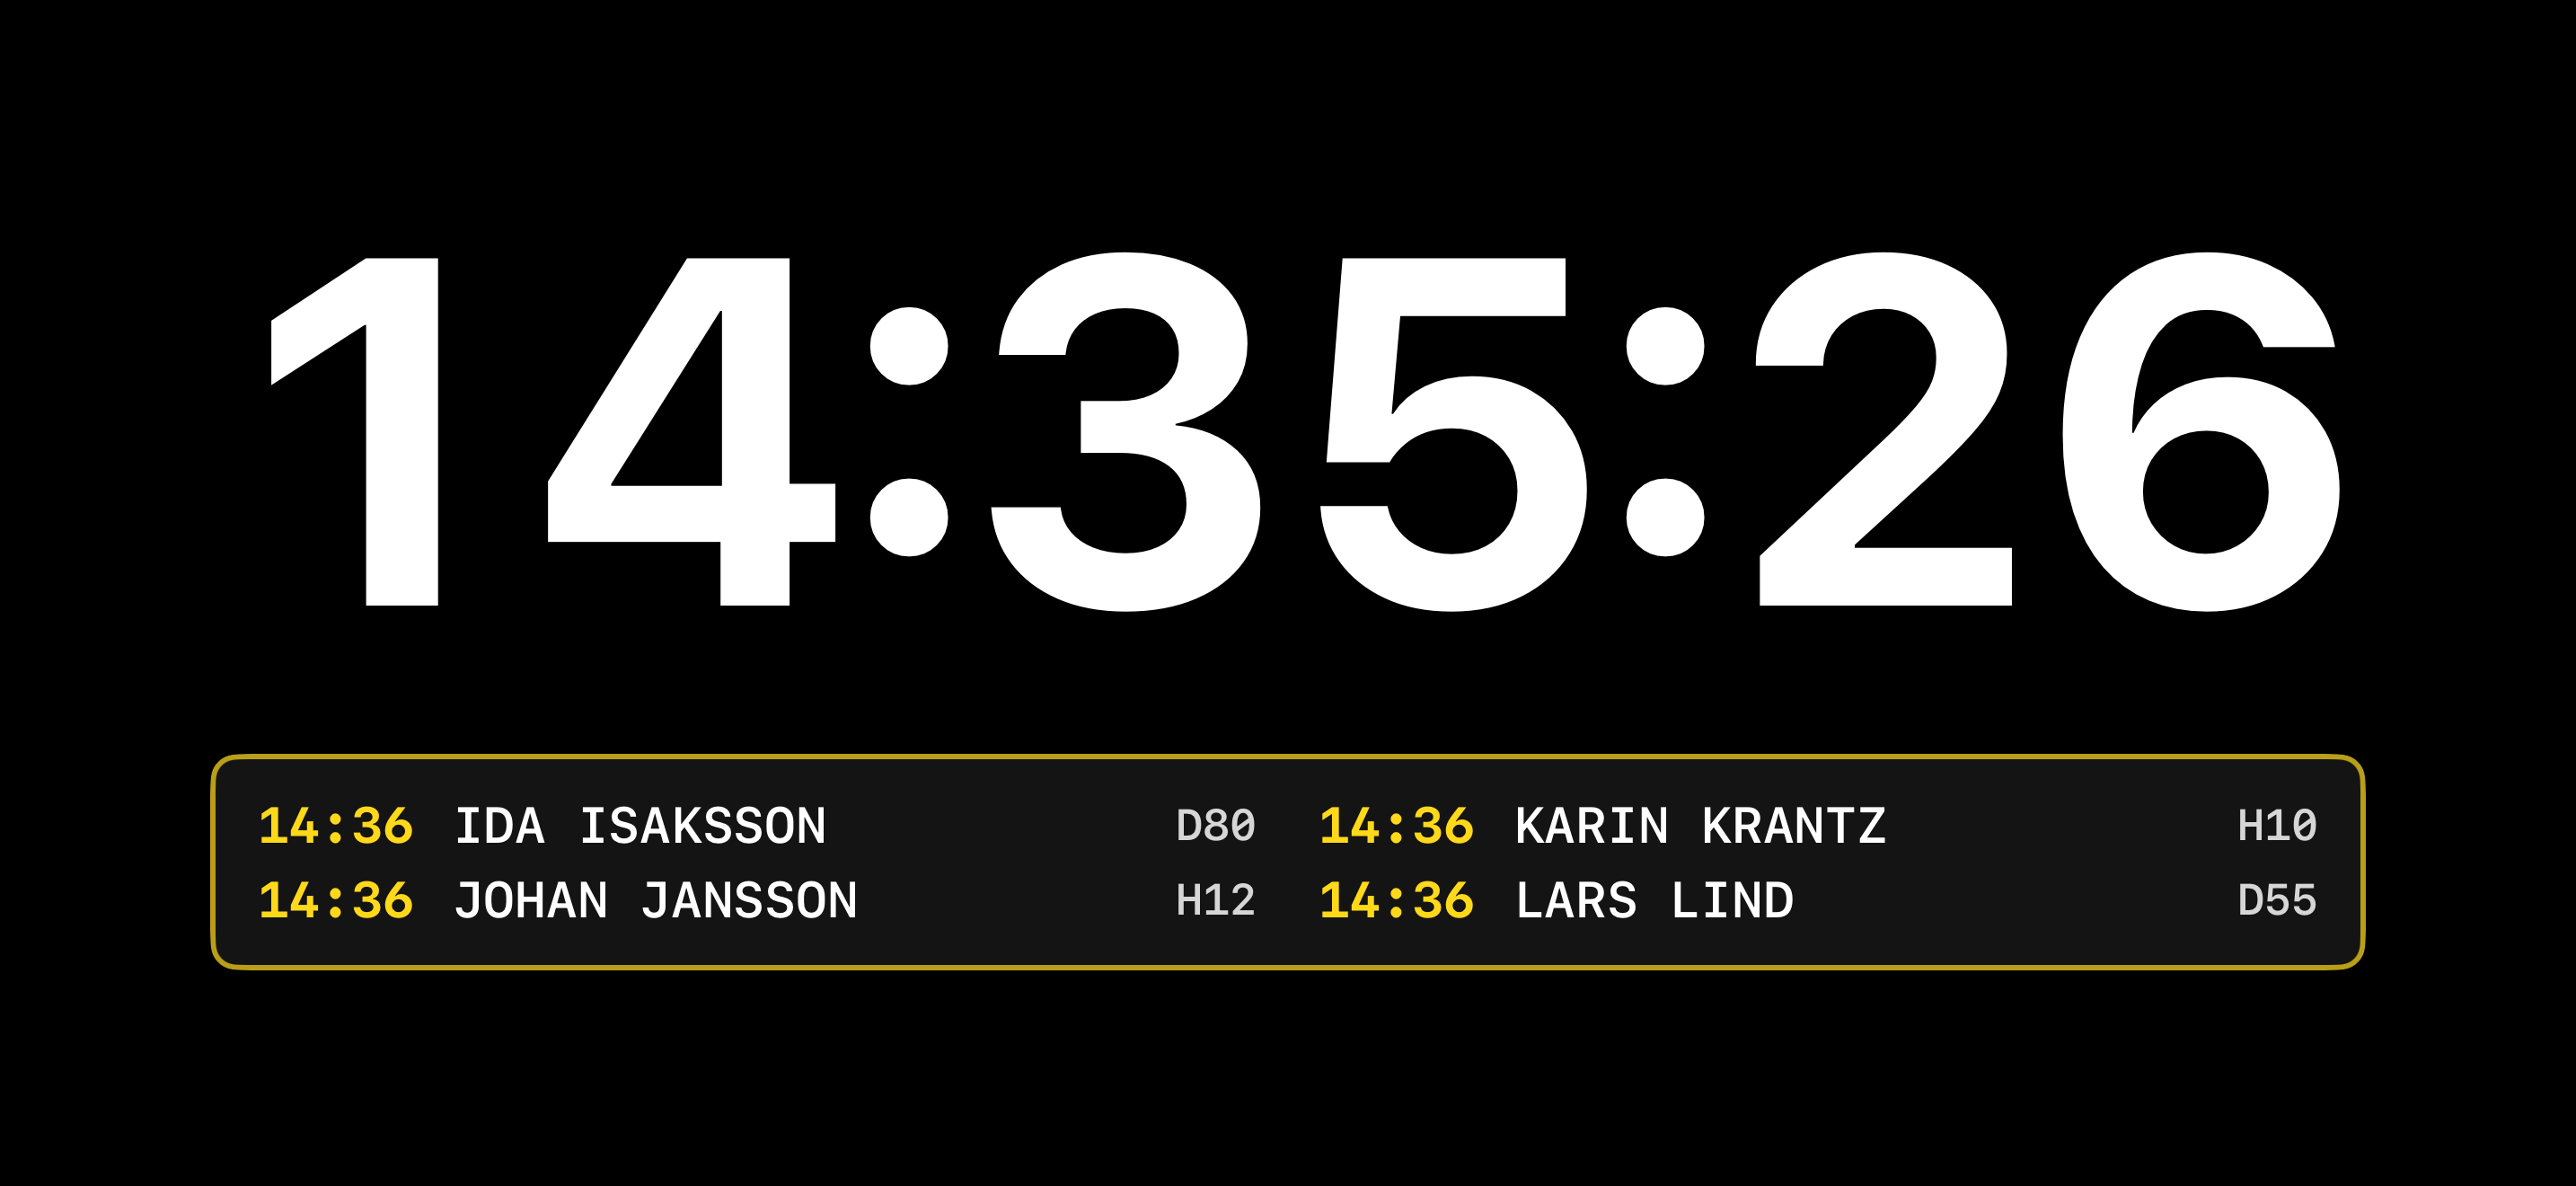 14:35:26
14:36 IDA ISAKSSON D80 14:36 KARIN KRANTZ H10
14:36 JOHAN JANSSON H12 14:36 LARS LIND D55